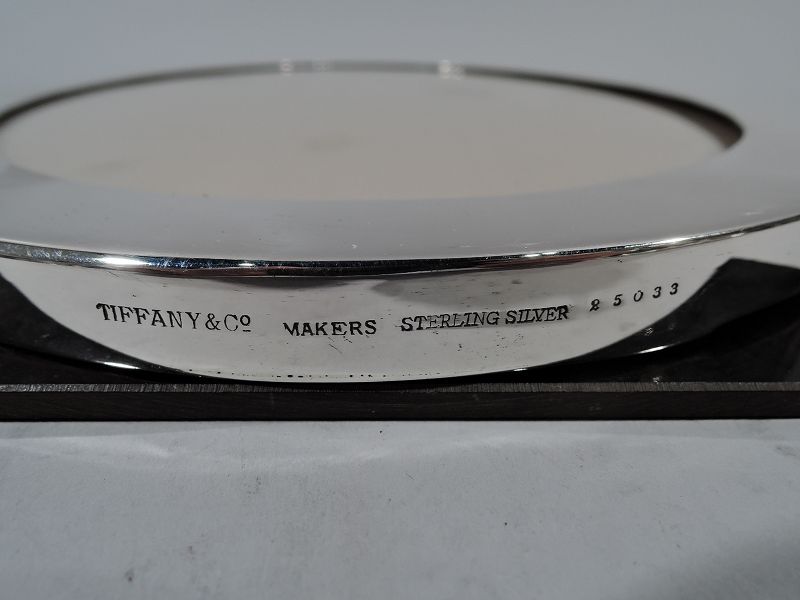 TIFFANY & Cº MAKERS STERLING SILVER 25033